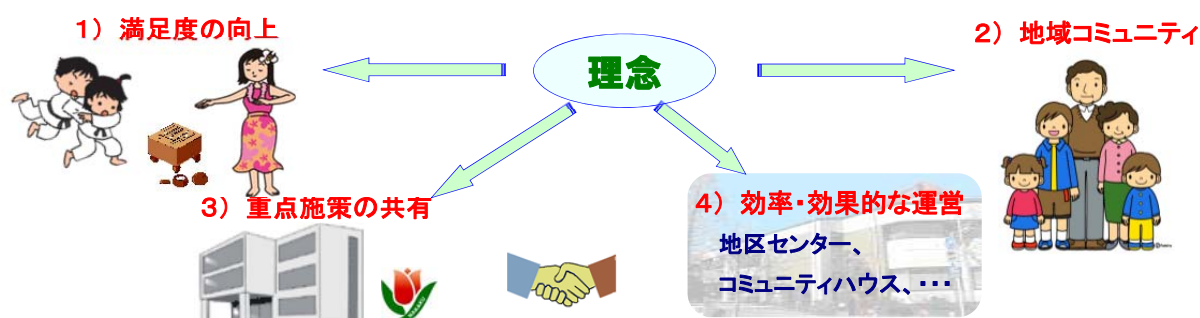 1）満足度の向上
理念
2）地域コミュニティ
3）重点施策の共有
4）効率・効果的な運営
地区センター、
コミュニティハウス、・・・